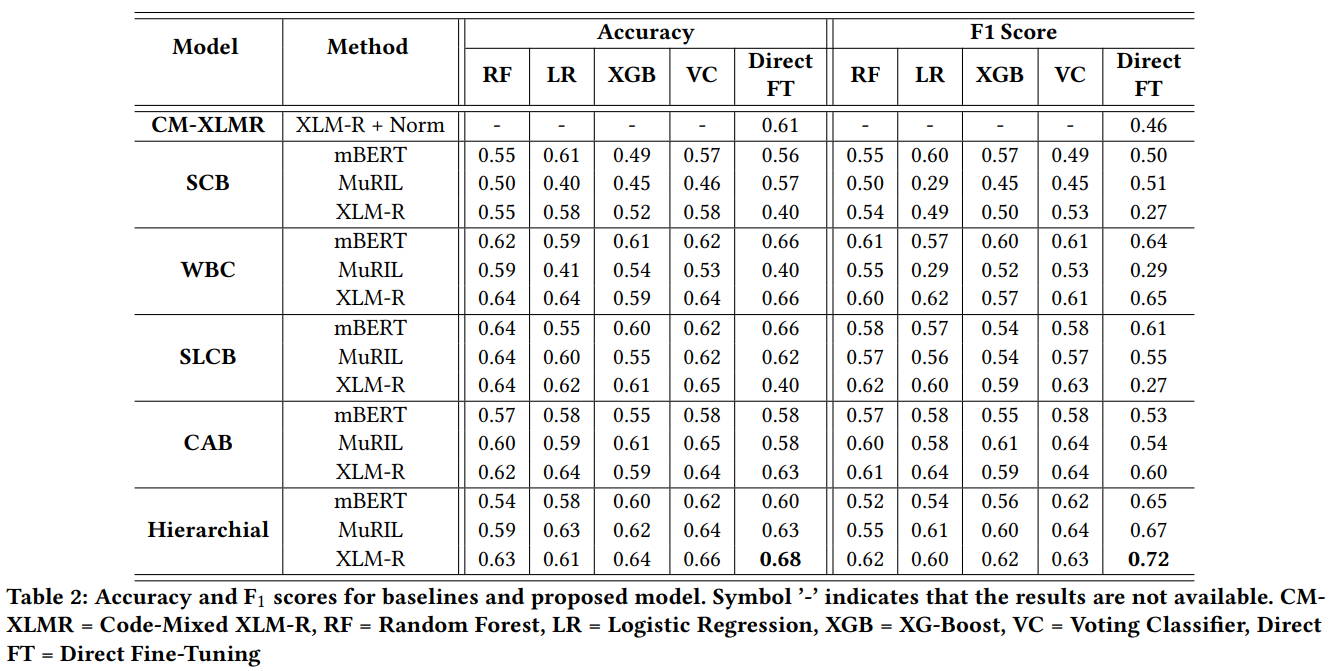 Model Method Accuracy F1 Score
RF LR XGB VC Direct FT RF LR XGB VC Direct FT
CM-XLMR XLM-R + Norm - - - - 0.61 - - - - 0.46
SCB mBERT 0.55 0.61 0.49 0.57 0.56 0.55 0.60 0.57 0.49 0.50
MuRIL 0.50 0.40 0.45 0.46 0.57 0.50 0.29 0.45 0.45 0.51
XLM-R 0.55 0.58 0.52 0.58 0.40 0.54 0.49 0.50 0.53 0.27
WBC mBERT 0.62 0.59 0.61 0.62 0.66 0.61 0.57 0.60 0.61 0.64
MuRIL 0.59 0.41 0.54 0.53 0.40 0.55 0.29 0.52 0.53 0.29
XLM-R 0.64 0.64 0.59 0.64 0.66 0.60 0.62 0.57 0.61 0.65
SLCB mBERT 0.64 0.55 0.60 0.62 0.66 0.58 0.57 0.54 0.58 0.61
MuRIL 0.64 0.60 0.55 0.62 0.62 0.57 0.56 0.54 0.57 0.55
XLM-R 0.64 0.62 0.61 0.65 0.40 0.62 0.60 0.59 0.63 0.27
CAB mBERT 0.57 0.58 0.55 0.58 0.58 0.57 0.58 0.55 0.58 0.53
MuRIL 0.60 0.59 0.61 0.65 0.58 0.60 0.58 0.61 0.64 0.54
XLM-R 0.62 0.64 0.59 0.64 0.63 0.61 0.64 0.59 0.64 0.60
Hierarchial mBERT 0.54 0.58 0.60 0.62 0.60 0.52 0.54 0.56 0.62 0.65
MuRIL 0.59 0.63 0.62 0.64 0.63 0.55 0.61 0.60 0.64 0.67
XLM-R 0.63 0.61 0.64 0.66 0.68 0.62 0.60 0.62 0.63 0.72
Table 2: Accuracy and F1 scores for baselines and proposed model. Symbol '-' indicates that the results are not available. CM-
XLMR = Code-Mixed XLM-R, RF = Random Forest, LR = Logistic Regression, XGB = XG-Boost, VC = Voting Classifier, Direct
FT = Direct Fine-Tuning